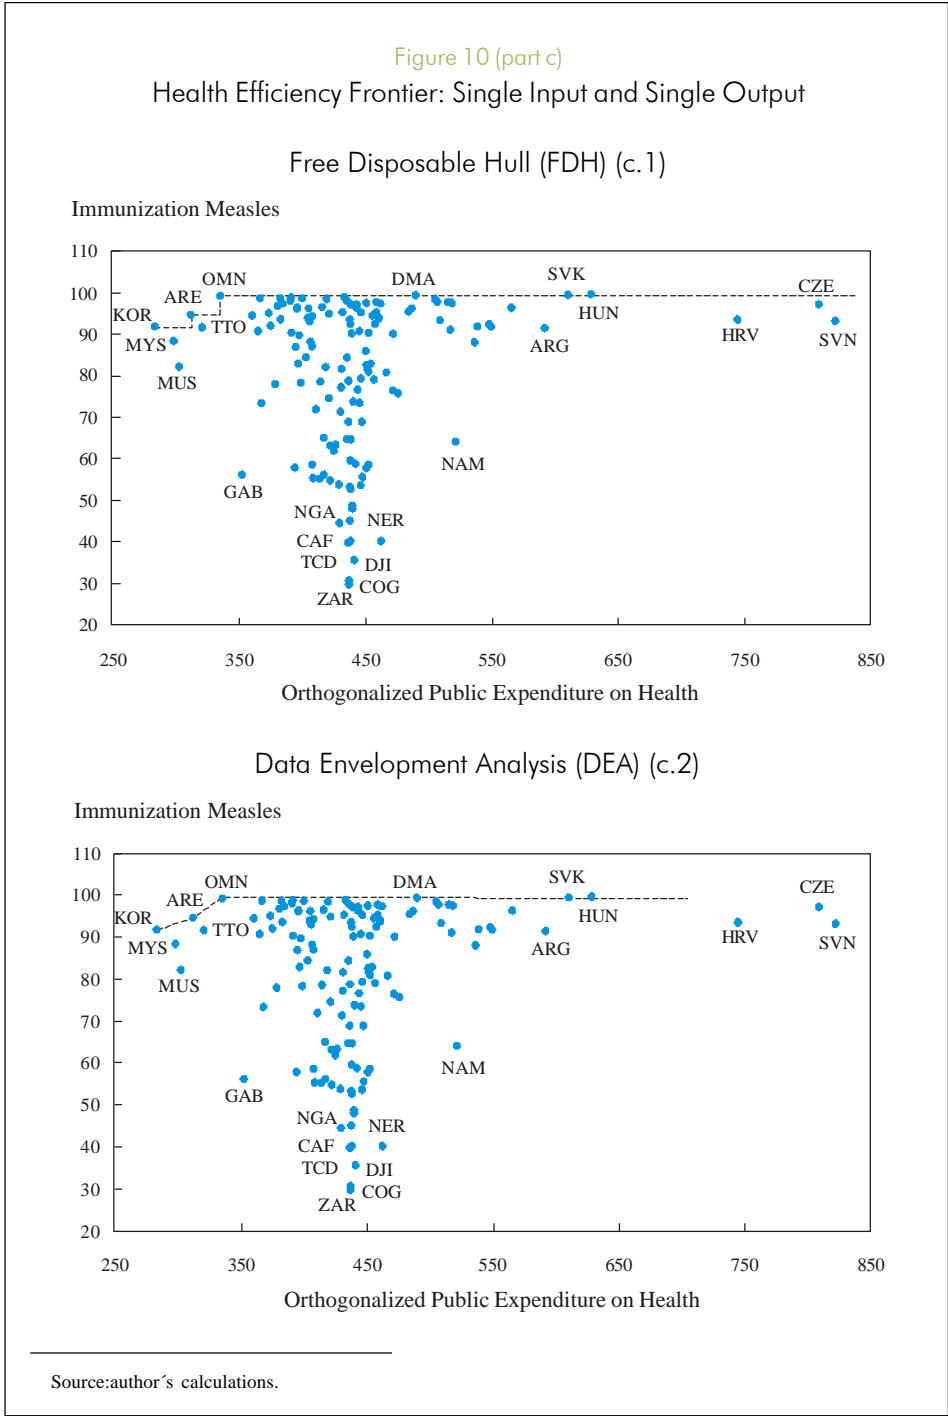 Figure 10 (part c)
Health Efficiency Frontier: Single Input and Single Output
Free Disposable Hull (FDH) (c.1)
Immunization Measles
110
100
90
80
70
60
50
40
30
20
OMN
DMA
SVK
CZE
ARE
KOR
HUN
TTO
MYS
ARG
HRV
SVN
MUS
NAM
GAB
NGA
NER
CAF
TCD
DJI
COG
ZAR
250 350 450 550 650 750 850
Orthogonalized Public Expenditure on Health
Data Envelopment Analysis (DEA) (c.2)
Immunization Measles
110
100
90
80
70
60
50
40
30
20
OMN
DMA
SVK
CZE
ARE
KOR
HUN
TTO
MYS
ARG
HRV
SVN
MUS
NAM
GAB
NGA
NER
CAF
TCD
DJI
COG
ZAR
250 350 450 550 650 750 850
Orthogonalized Public Expenditure on Health
Source:author´s calculations.